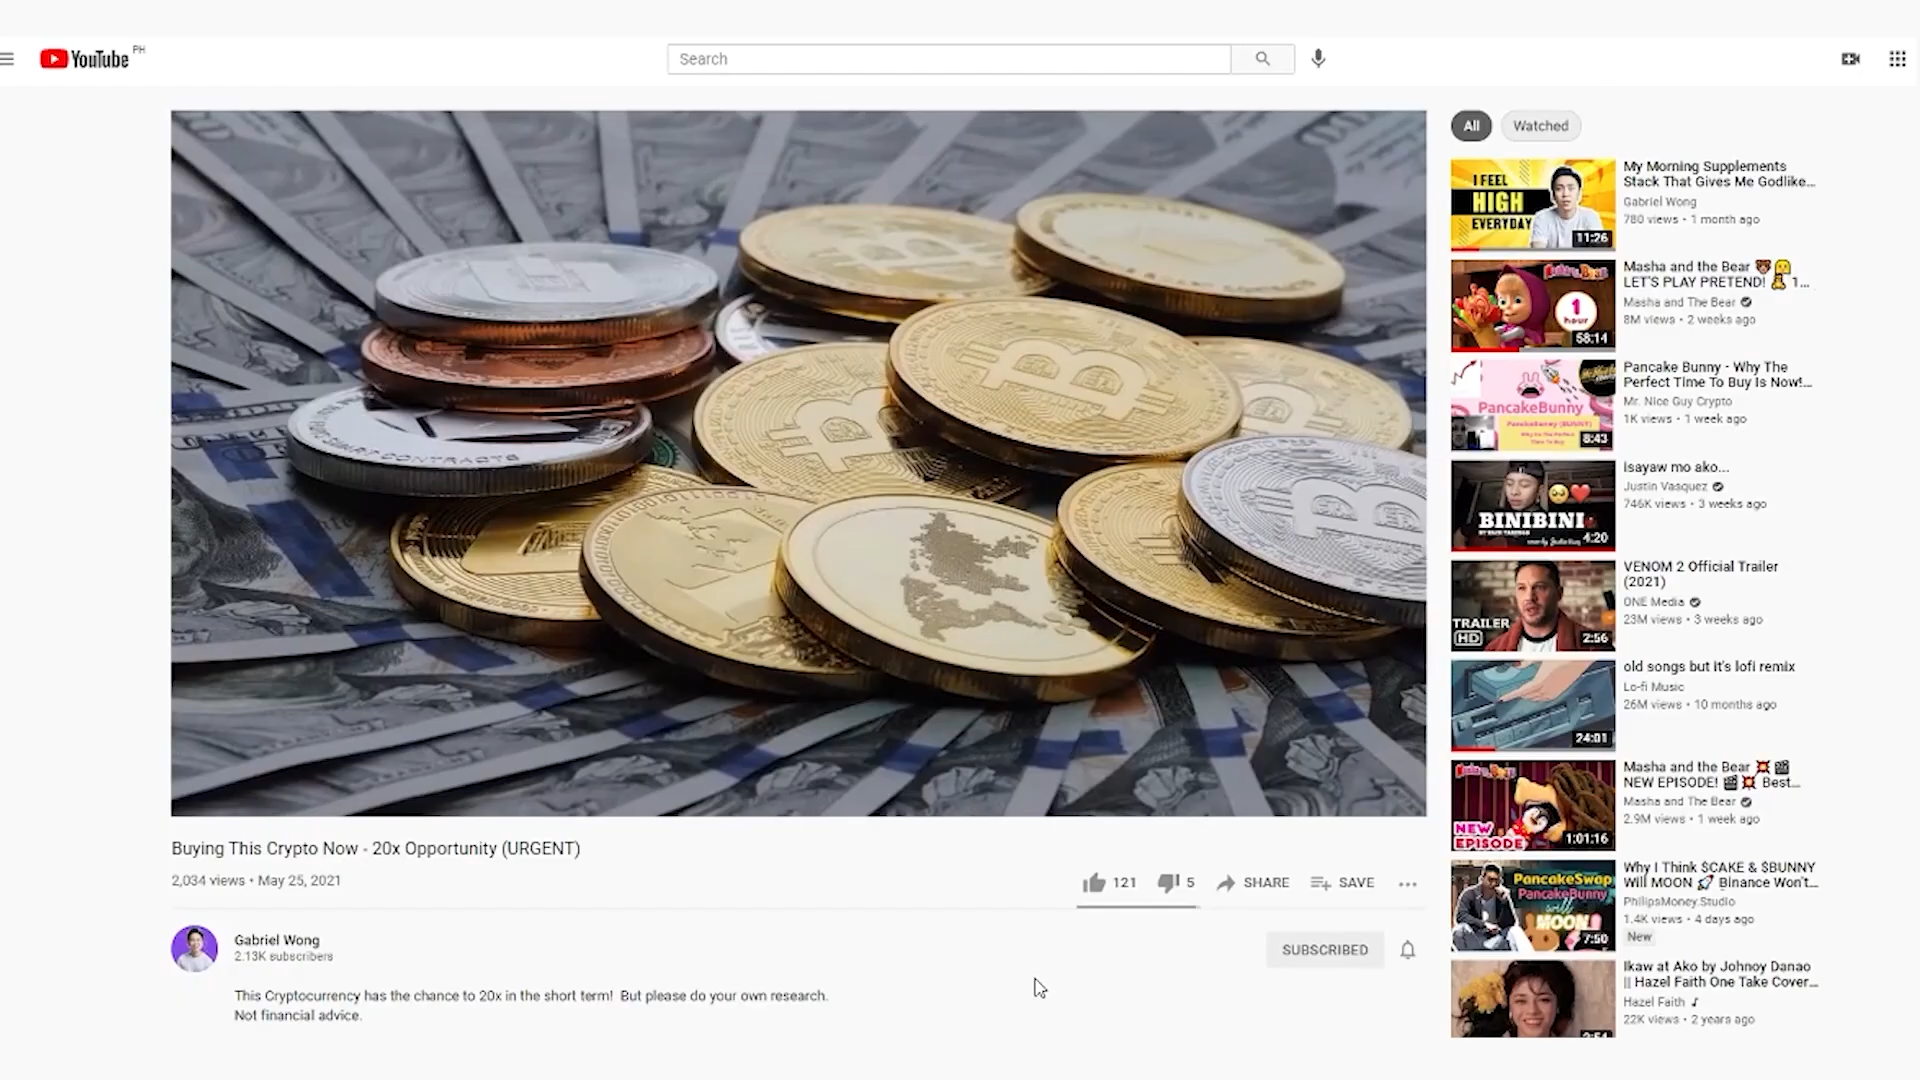 YouTube PH
Search
All
Watched
I FEEL
HIGH
EVERYDAY
11:26
My Morning Supplements
Stack That Gives Me Godlike...
Gabriel Wong
780 views • 1 month ago
1
hour
58:14
Masha and the Bear 🐻 👱‍♀️
LET'S PLAY PRETEND! 🧸 1...
Masha and The Bear
8M views • 2 weeks ago
PancakeBunny
PancakeBunny (BUNNY)
Why Its The Perfect
Time To Buy
8:43
Pancake Bunny - Why The
Perfect Time To Buy Is Now!...
Mr. Nice Guy Crypto
1K views • 1 week ago
BINIBINI
4:20
isayaw mo ako...
Justin Vasquez
746K views • 3 weeks ago
TRAILER
HD
2:56
VENOM 2 Official Trailer
(2021)
ONE Media
23M views • 3 weeks ago
24:01
old songs but it's lofi remix
Lo-fi Music
26M views • 10 months ago
NEW
EPISODE!
1:01:16
Masha and the Bear 💥 🎬
NEW EPISODE! 🎬 💥 Best...
Masha and The Bear
2.9M views • 1 week ago
PancakeSwap
PancakeBunny
will
MOON!
7:50
Why I Think $CAKE & $BUNNY
Will MOON 🚀 Binance Won't...
PhilipsMoney.Studio
1.4K views • 4 days ago
New
Ikaw at Ako by Johnoy Danao
|| Hazel Faith One Take Cover...
Hazel Faith ♪
22K views • 2 years ago
Buying This Crypto Now - 20x Opportunity (URGENT)
2,034 views • May 25, 2021
121
5
SHARE
SAVE
Gabriel Wong
2.13K subscribers
SUBSCRIBED
This Cryptocurrency has the chance to 20x in the short term! But please do your own research.
Not financial advice.